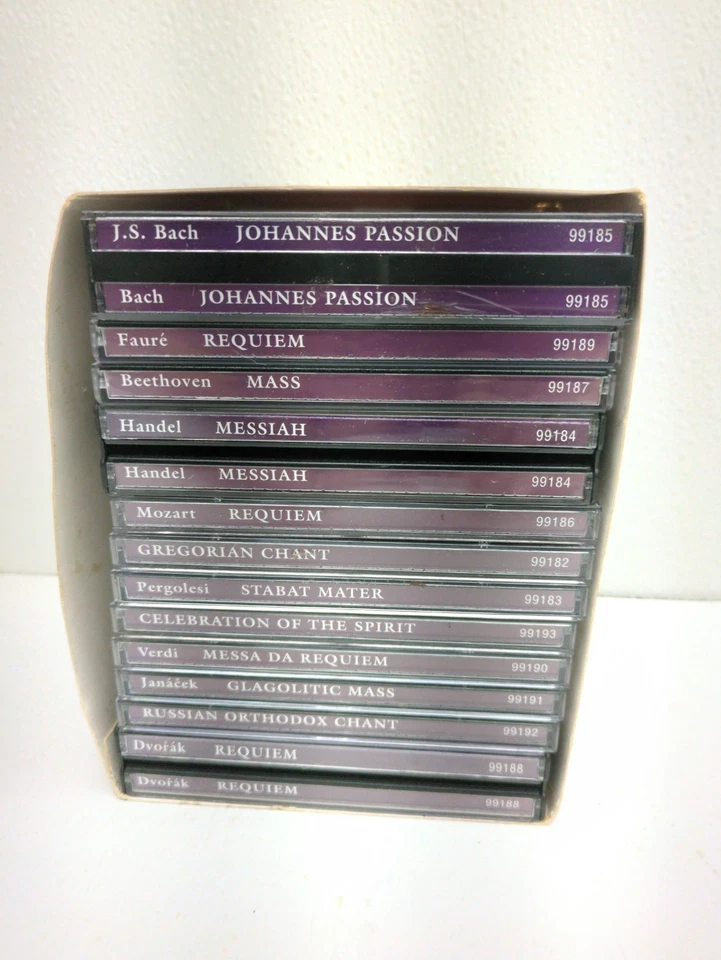 J.S. Bach JOHANNES PASSION 99185
Bach JOHANNES PASSION 99185
Fauré REQUIEM 99189
Beethoven MASS 99187
Handel MESSIAH 99184
Handel MESSIAH 99184
Mozart REQUIEM 99186
GREGORIAN CHANT 99182
Pergolesi STABAT MATER 99183
CELEBRATION OF THE SPIRIT 99193
Verdi MESSA DA REQUIEM 99190
Janáček GLAGOLITIC MASS 99191
RUSSIAN ORTHODOX CHANT 99192
Dvořák REQUIEM 99188
Dvořák REQUIEM 99188